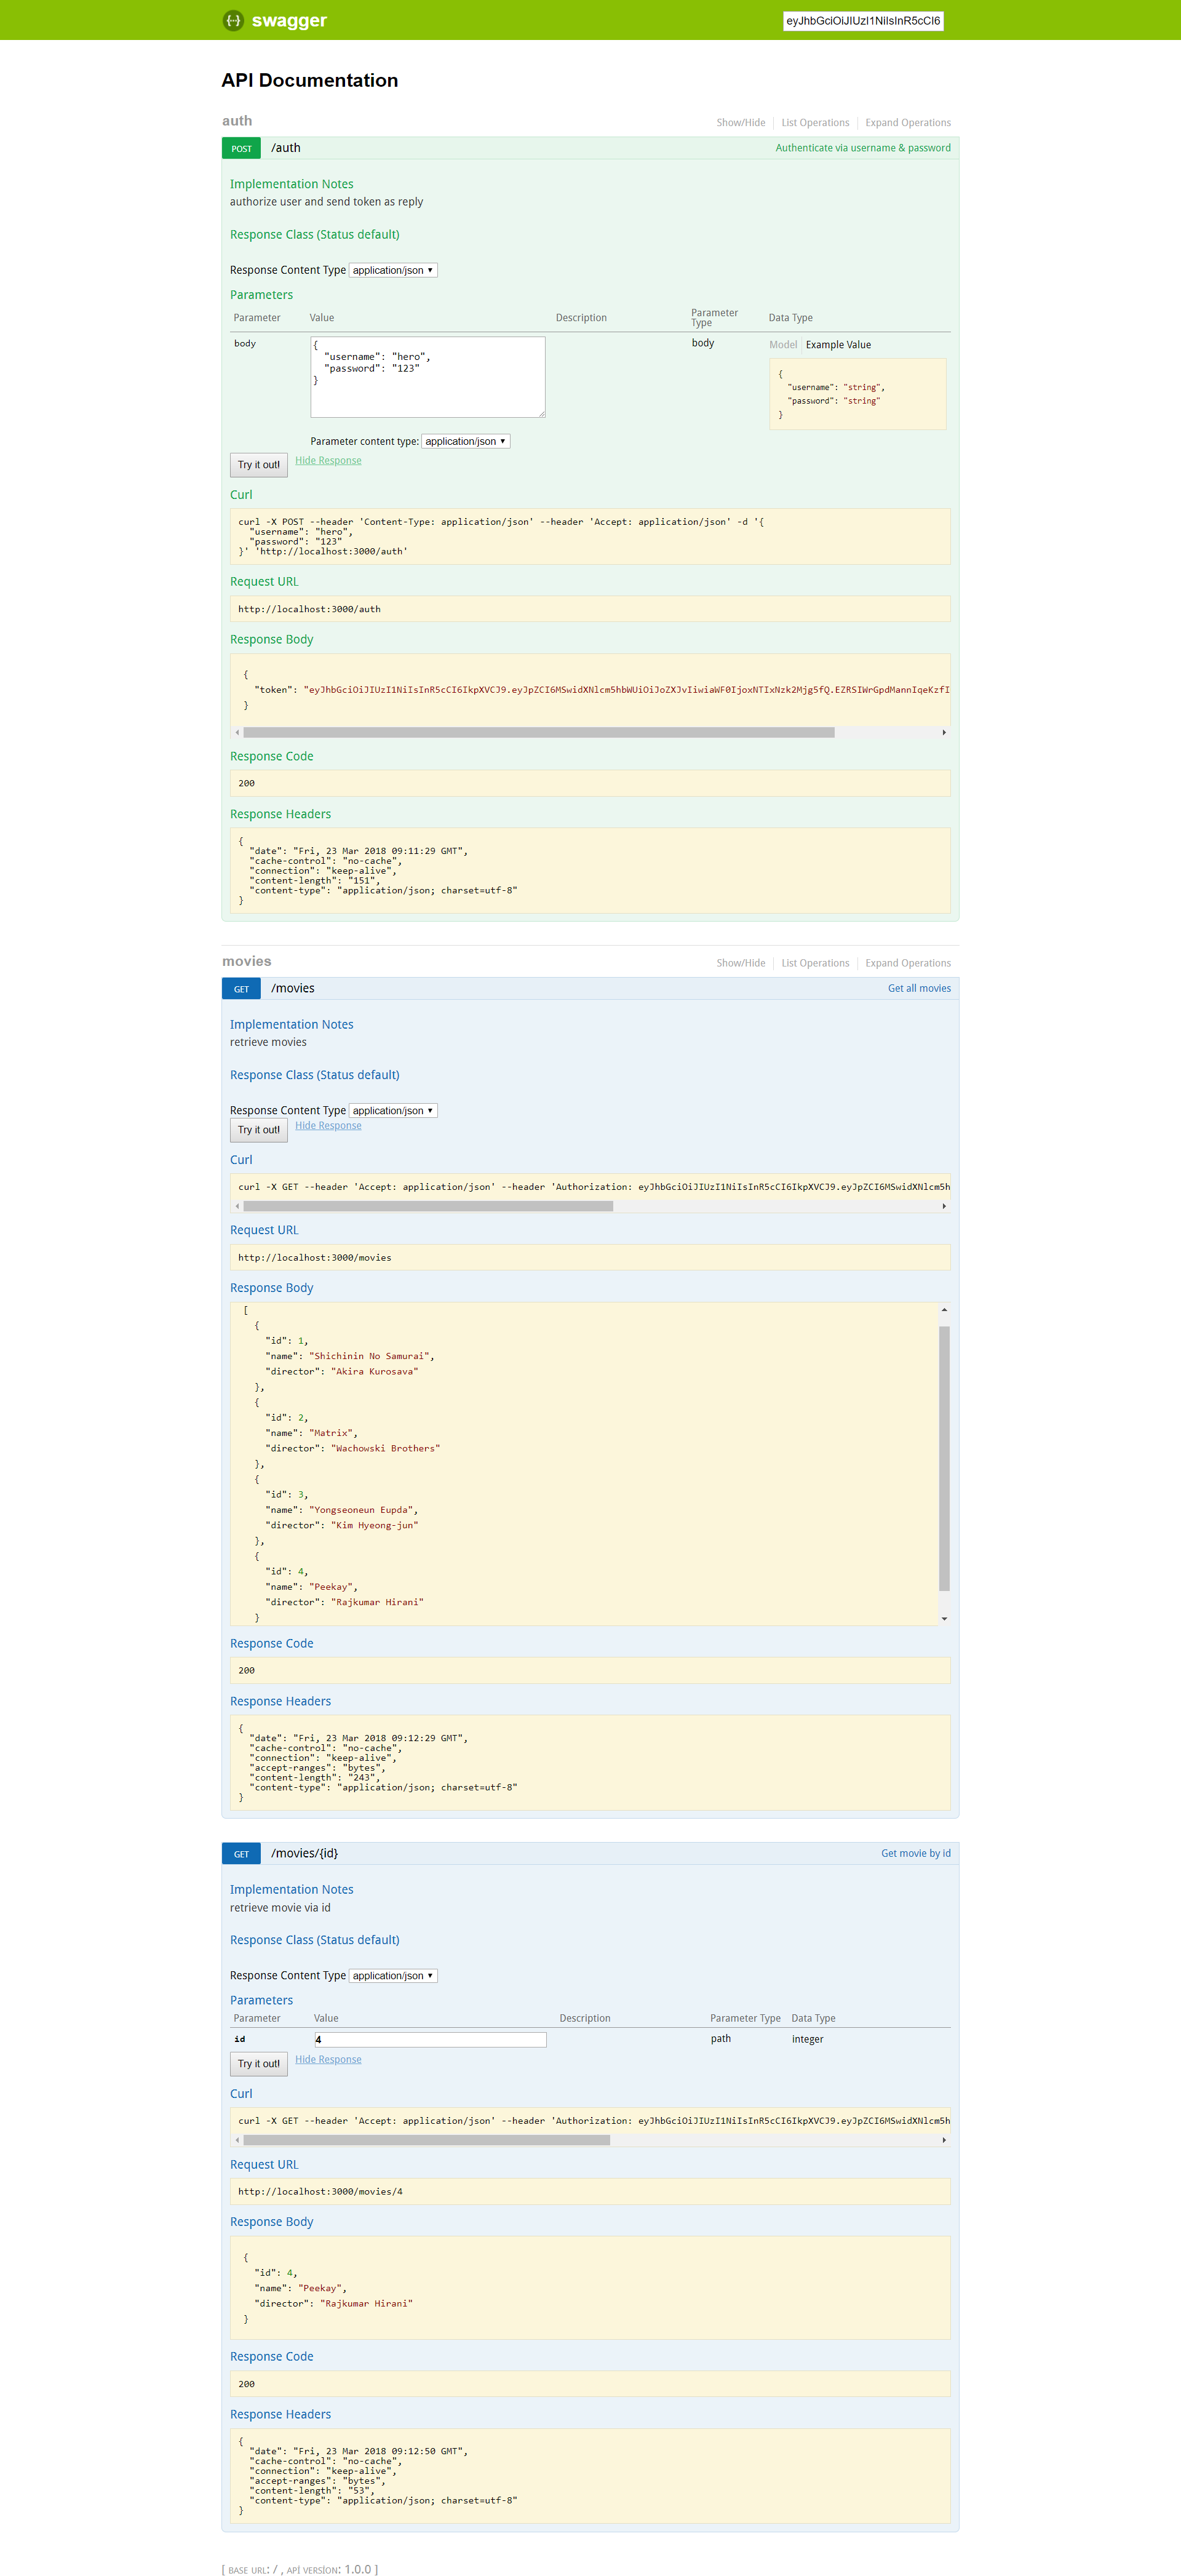 swagger
eyJhbGciOiJIUzI1NiIsInR5cCI6
API Documentation
auth
Show/Hide List Operations Expand Operations
POST /auth Authenticate via username & password
Implementation Notes
authorize user and send token as reply
Response Class (Status default)
Response Content Type application/json
Parameters
Parameter Value Description Parameter Type Data Type
body
{
"username": "hero",
"password": "123"
}
body
Model Example Value
{
"username": "string",
"password": "string"
}
Parameter content type: application/json
Try it out! Hide Response
Curl
curl -X POST --header 'Content-Type: application/json' --header 'Accept: application/json' -d '{
"username": "hero",
"password": "123"
}' 'http://localhost:3000/auth'
Request URL
http://localhost:3000/auth
Response Body
{
"token": "eyJhbGciOiJIUzI1NiIsInR5cCI6IkpXVCJ9.eyJpZCI6MSwidXNlcm5hbWUiOiJoZXJvIiwiaWF0IjoxNTIxNzk2Mjg5fQ.EZRSIWrGpdMannIqeKzfI
}
Response Code
200
Response Headers
{
"date": "Fri, 23 Mar 2018 09:11:29 GMT",
"cache-control": "no-cache",
"connection": "keep-alive",
"content-length": "151",
"content-type": "application/json; charset=utf-8"
}
movies
Show/Hide List Operations Expand Operations
GET /movies Get all movies
Implementation Notes
retrieve movies
Response Class (Status default)
Response Content Type application/json
Try it out! Hide Response
Curl
curl -X GET --header 'Accept: application/json' --header 'Authorization: eyJhbGciOiJIUzI1NiIsInR5cCI6IkpXVCJ9.eyJpZCI6MSwidXNlcm5h
Request URL
http://localhost:3000/movies
Response Body
[
{
"id": 1,
"name": "Shichinin No Samurai",
"director": "Akira Kurosava"
},
{
"id": 2,
"name": "Matrix",
"director": "Wachowski Brothers"
},
{
"id": 3,
"name": "Yongseoneun Eupda",
"director": "Kim Hyeong-jun"
},
{
"id": 4,
"name": "Peekay",
"director": "Rajkumar Hirani"
}
Response Code
200
Response Headers
{
"date": "Fri, 23 Mar 2018 09:12:29 GMT",
"cache-control": "no-cache",
"connection": "keep-alive",
"accept-ranges": "bytes",
"content-length": "243",
"content-type": "application/json; charset=utf-8"
}
GET /movies/{id} Get movie by id
Implementation Notes
retrieve movie via id
Response Class (Status default)
Response Content Type application/json
Parameters
Parameter Value Description Parameter Type Data Type
id 4 path integer
Try it out! Hide Response
Curl
curl -X GET --header 'Accept: application/json' --header 'Authorization: eyJhbGciOiJIUzI1NiIsInR5cCI6IkpXVCJ9.eyJpZCI6MSwidXNlcm5h
Request URL
http://localhost:3000/movies/4
Response Body
{
"id": 4,
"name": "Peekay",
"director": "Rajkumar Hirani"
}
Response Code
200
Response Headers
{
"date": "Fri, 23 Mar 2018 09:12:50 GMT",
"cache-control": "no-cache",
"connection": "keep-alive",
"accept-ranges": "bytes",
"content-length": "53",
"content-type": "application/json; charset=utf-8"
}
[ BASE URL: / , APİ VERSİON: 1.0.0 ]